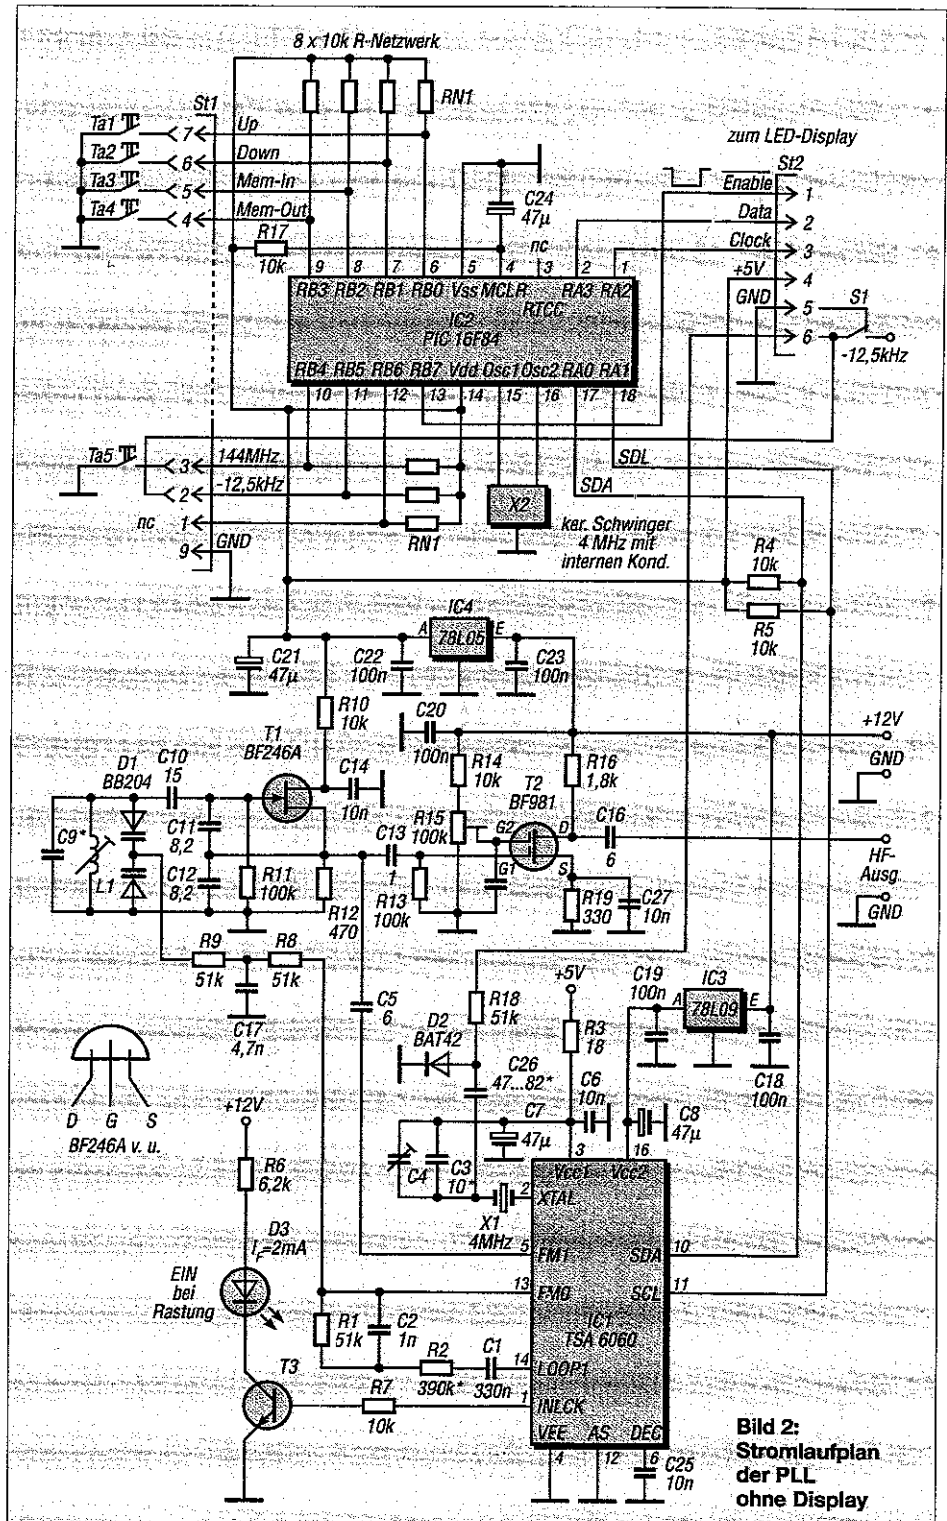 8 x 10k R-Netzwerk
RN1
St1
Ta1
7
Up
Ta2
6
Down
Ta3
5
Mem-In
Ta4
4
Mem-Out
R17
10k
C24
47µ
nc
zum LED-Display
St2
Enable
1
Data
2
Clock
3
+5V
4
GND
5
S1
6
-12,5kHz
9 8 7 6 5 4 3 2 1
RB3 RB2 RB1 RB0 Vss MCLR RTCC RA3 RA2
IC2
PIC 16F84
RB4 RB5 RB6 RB7 Vdd Osc1 Osc2 RA0 RA1
10 11 12 13 14 15 16 17 18
Ta5
3
144MHz
2
-12,5kHz
nc
1
9
GND
RN1
X2
SDL
SDA
ker. Schwinger
4 MHz mit
internen Kond.
R4
10k
R5
10k
IC4
A
78L05
E
C21
47µ
C22
100n
C23
100n
R10
10k
C20
100n
+12V
GND
T1
BF246A
D1
BB204
C10
15
C14
10n
R14
10k
R16
1,8k
T2
BF981
C9*
L1
C11
8,2
C12
8,2
R11
100k
R12
470
C13
1
R13
100k
R15
100k
G2
G1
D
S
C16
6
HF-
Ausg.
GND
R19
330
C27
10n
R9
51k
R8
51k
C17
4,7n
C5
6
R18
51k
+5V
R3
18
C19
100n
IC3
A
78L09
E
C18
100n
D2
BAT42
C26
47...82*
C6
10n
C7
47µ
C8
47µ
D G S
BF246A v. u.
+12V
R6
6,2k
C4
C3
10*
X1
4MHz
3
16
Vcc1 Vcc2
2
XTAL
5
FM1
SDA
10
D3
EIN
bei
Rastung
13
FMO
SCL
11
IC1
TSA 6060
R1
51k
C2
1n
R2
390k*
C1
330n
14
LOOP1
T3
R7
10k
1
INLCK
VEE AS DEC
4 12 6
C25
10n
Bild 2:
Stromlaufplan
der PLL
ohne Display